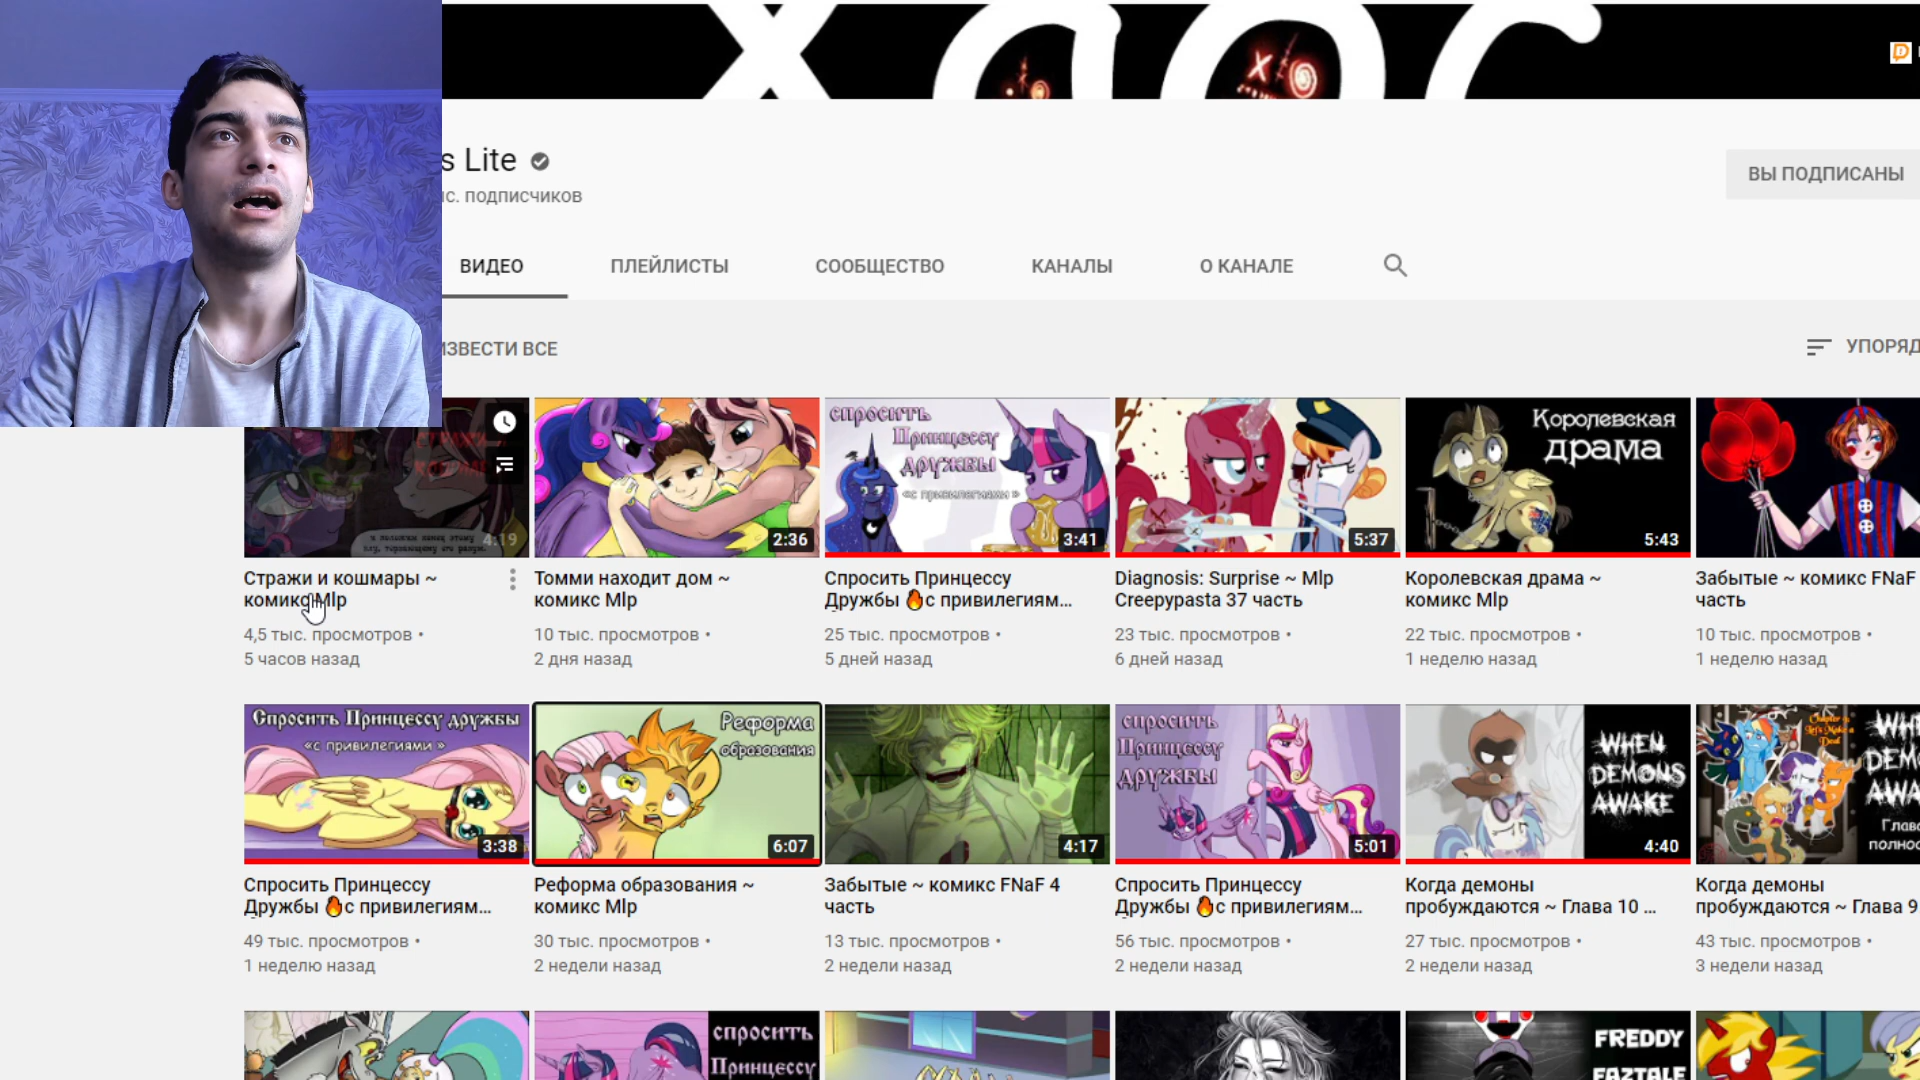 хаос
s Lite
с. подписчиков
ВЫ ПОДПИСАНЫ
ВИДЕО
ПЛЕЙЛИСТЫ
СООБЩЕСТВО
КАНАЛЫ
О КАНАЛЕ
ИЗВЕСТИ ВСЕ
УПОРЯД
4:19
2:36
спросить
Принцессу
дружбы
«с привилегиями»
3:41
5:37
Королевская
драма
5:43
Стражи и кошмары ~
комикс Mlp
4,5 тыс. просмотров •
5 часов назад
Томми находит дом ~
комикс Mlp
10 тыс. просмотров •
2 дня назад
Спросить Принцессу
Дружбы 🔥с привилегиям...
25 тыс. просмотров •
5 дней назад
Diagnosis: Surprise ~ Mlp
Creepypasta 37 часть
23 тыс. просмотров •
6 дней назад
Королевская драма ~
комикс Mlp
22 тыс. просмотров •
1 неделю назад
Забытые ~ комикс FNaF
часть
10 тыс. просмотров •
1 неделю назад
Спросить Принцессу дружбы
«с привилегиями»
3:38
Реформа
образования
6:07
4:17
спросить
Принцессу
дружбы
5:01
WHEN
DEMONS
AWAKE
4:40
WH
DEMO
AWA
Глав
полнос
Спросить Принцессу
Дружбы 🔥с привилегиям...
49 тыс. просмотров •
1 неделю назад
Реформа образования ~
комикс Mlp
30 тыс. просмотров •
2 недели назад
Забытые ~ комикс FNaF 4
часть
13 тыс. просмотров •
2 недели назад
Спросить Принцессу
Дружбы 🔥с привилегиям...
56 тыс. просмотров •
2 недели назад
Когда демоны
пробуждаются ~ Глава 10 ...
27 тыс. просмотров •
2 недели назад
Когда демоны
пробуждаются ~ Глава 9
43 тыс. просмотров •
3 недели назад
спросить
Принцессу
FREDDY
FAZTALE